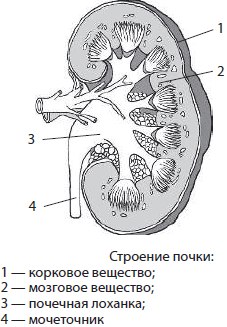 1
2
3
4
Строение почки:
1 — корковое вещество;
2 — мозговое вещество;
3 — почечная лоханка;
4 — мочеточник